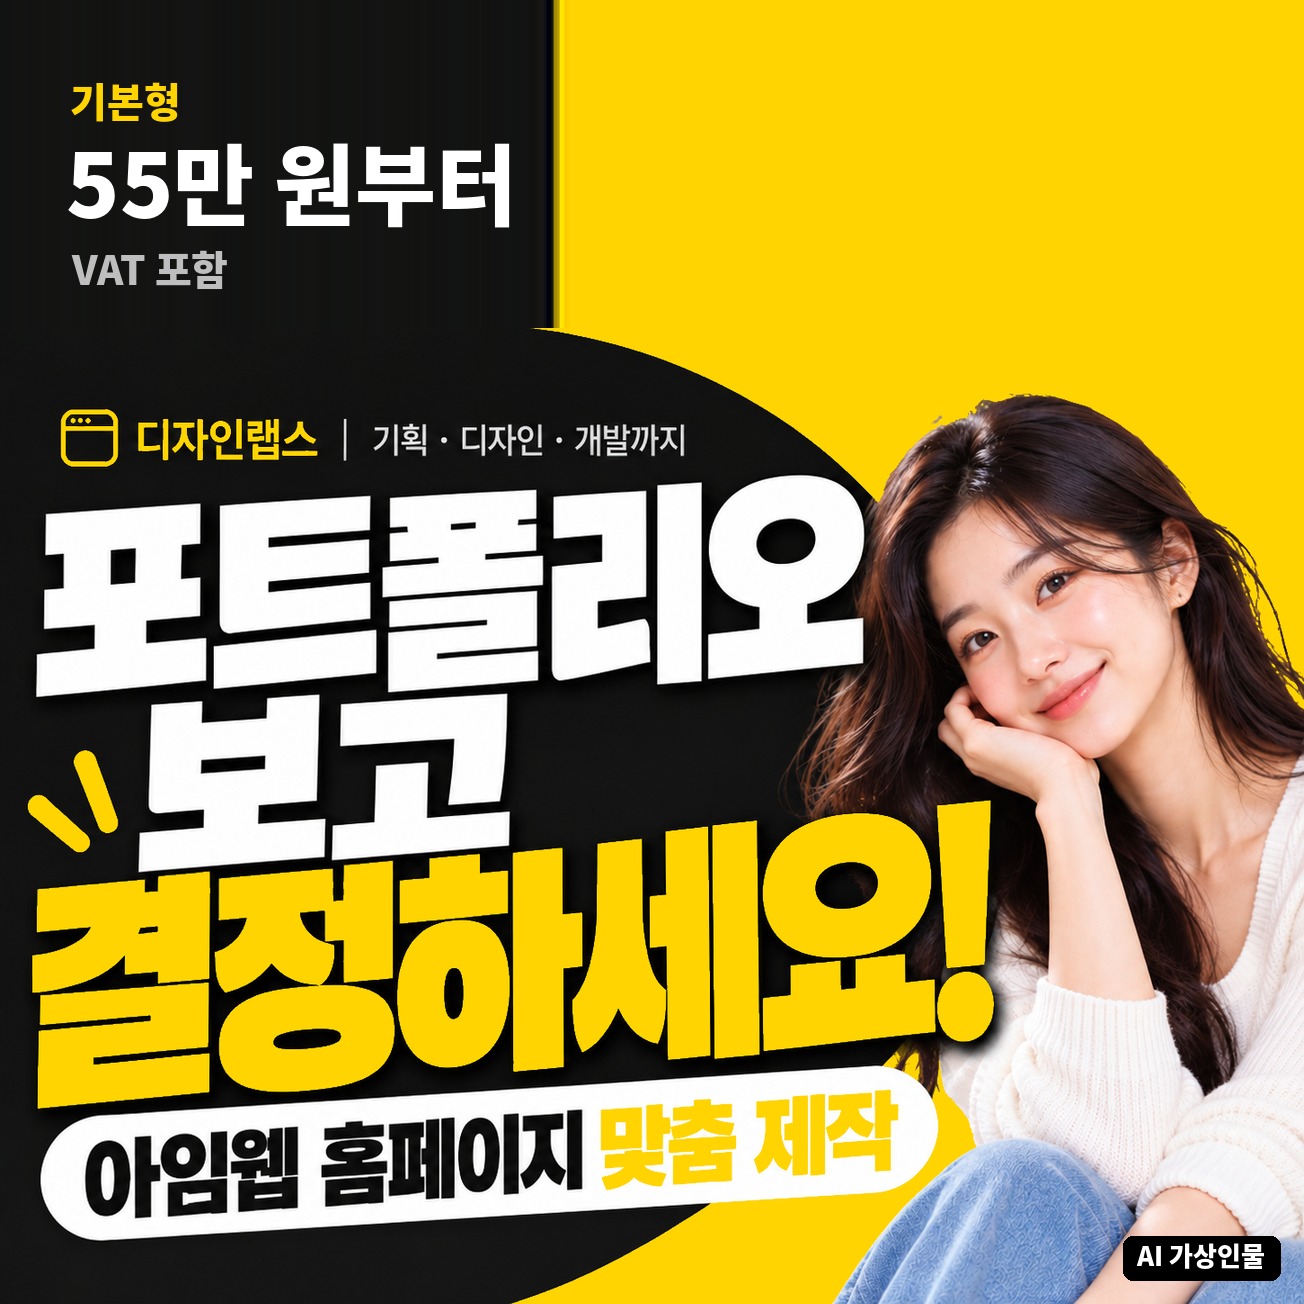 기본형
55만 원부터
VAT 포함
디자인랩스 | 기획 · 디자인 · 개발까지
포트폴리오
보고
결정하세요!
아임웹 홈페이지 맞춤 제작
AI 가상인물